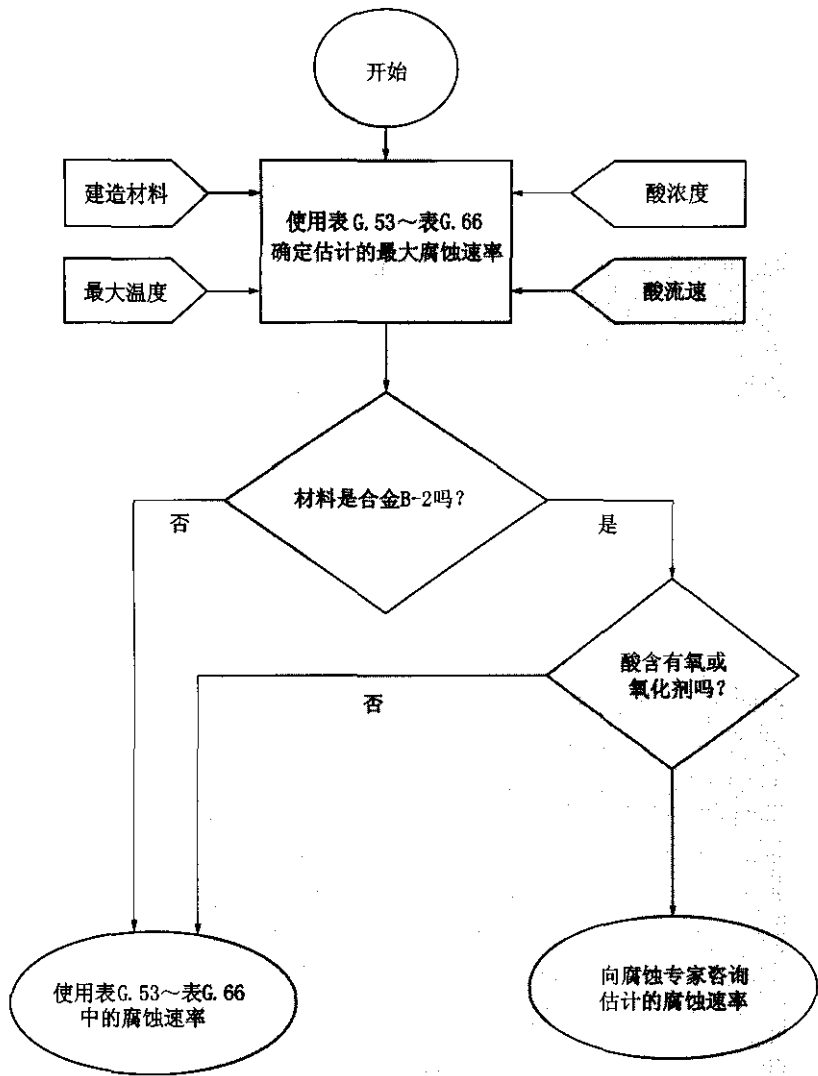 开始
建造材料
酸浓度
使用表G.53～表G.66
确定估计的最大腐蚀速率
最大温度
酸流速
材料是合金B-2吗？
否
是
酸含有氧或
氧化剂吗？
否
使用表G.53～表G.66
中的腐蚀速率
向腐蚀专家咨询
估计的腐蚀速率